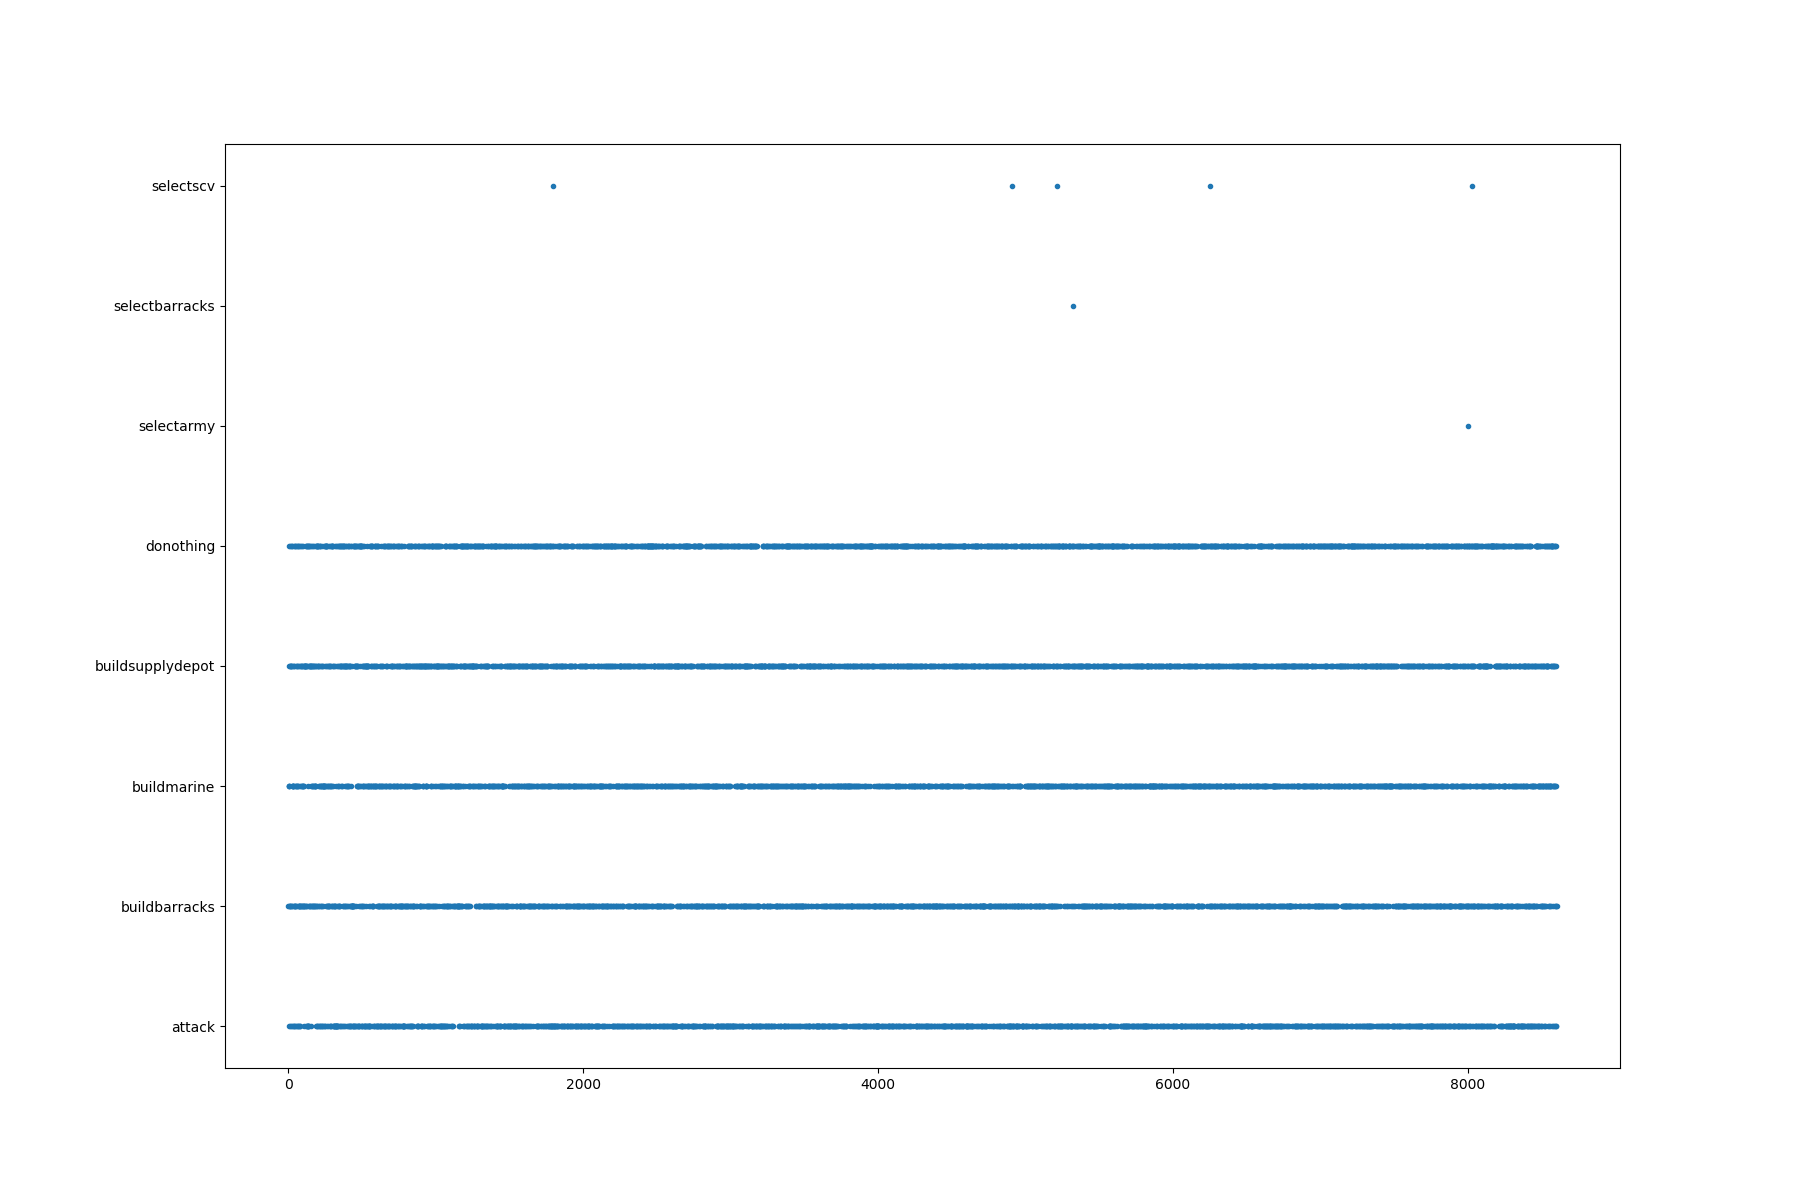 selectscv
selectbarracks
selectarmy
donothing
buildsupplydepot
buildmarine
buildbarracks
attack
0 2000 4000 6000 8000